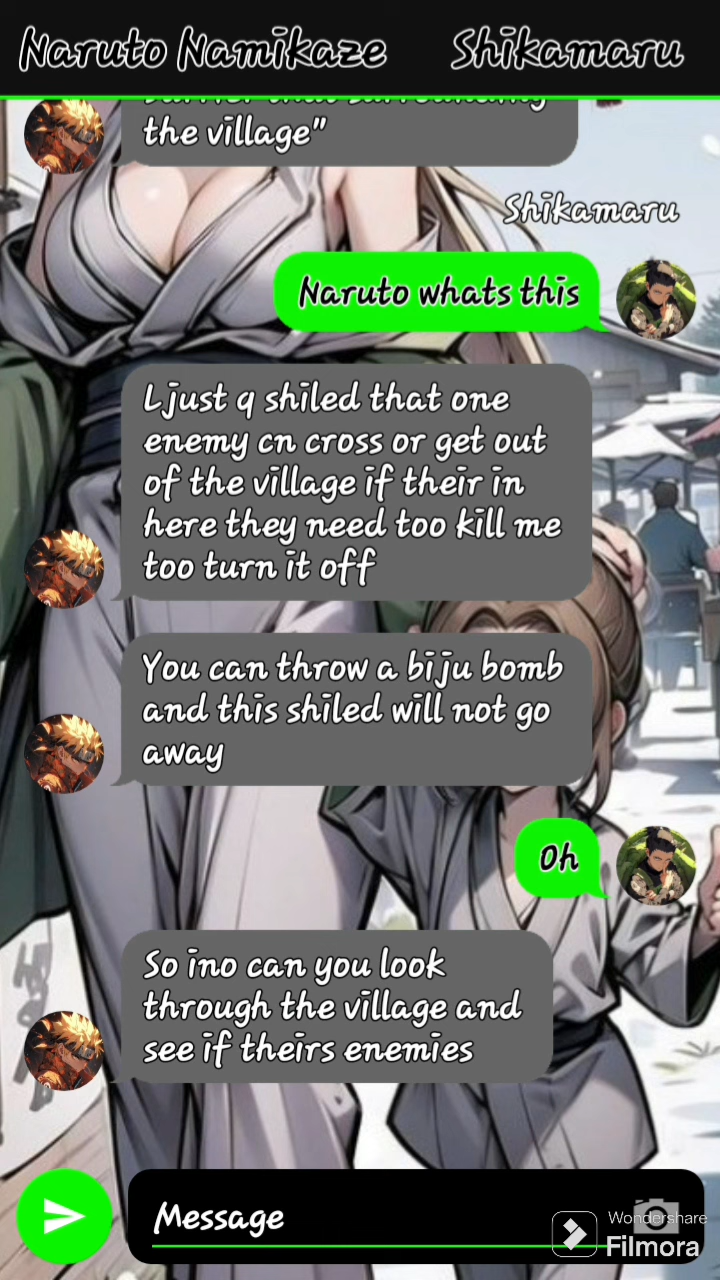 Naruto Namikaze Shikamaru
the village"
Shikamaru
Naruto whats this
Ljust q shiled that one
enemy cn cross or get out
of the village if their in
here they need too kill me
too turn it off
You can throw a biju bomb
and this shiled will not go
away
Oh
So ino can you look
through the village and
see if theirs enemies
Message
Wondershare
Filmora